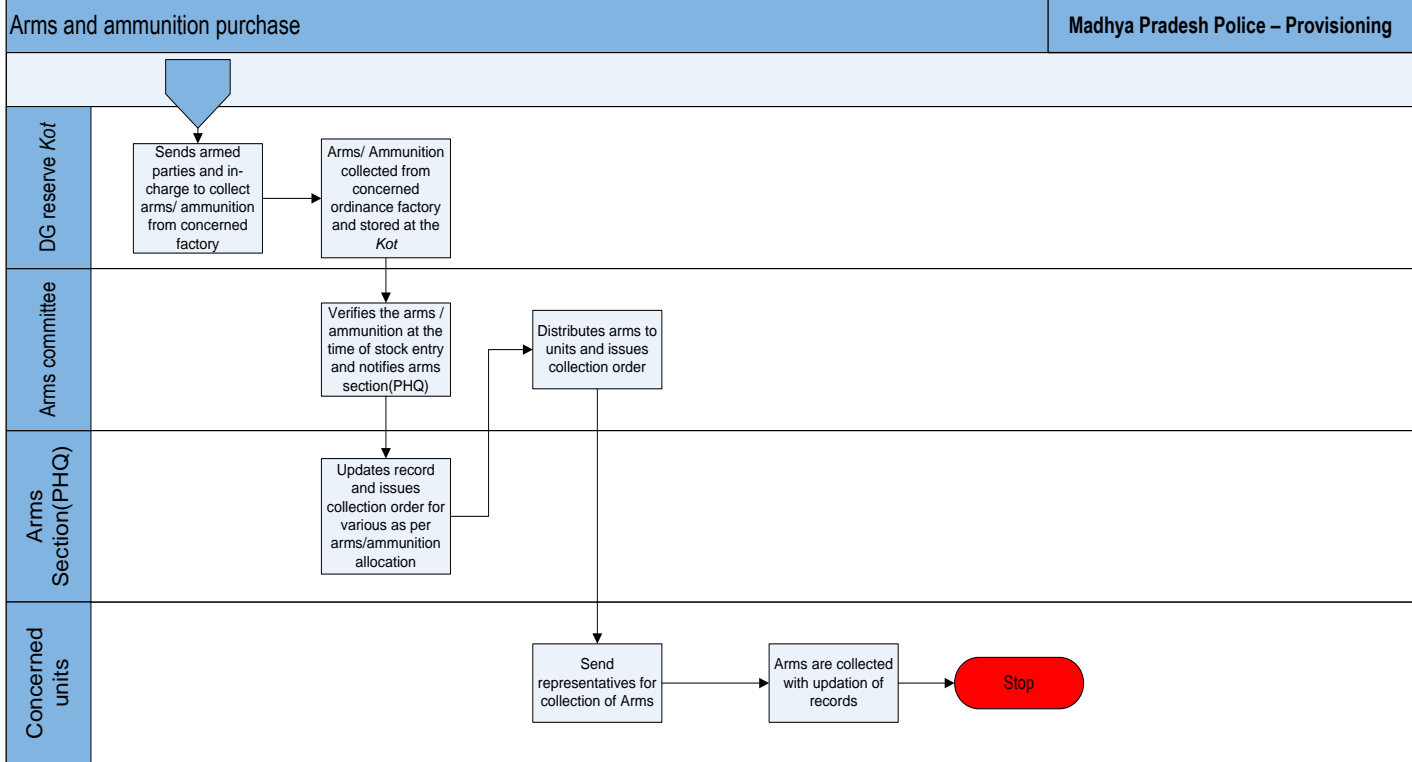 Arms and ammunition purchase
Madhya Pradesh Police – Provisioning
DG reserve Kot
Sends armed
parties and in-
charge to collect
arms/ ammunition
from concerned
factory
Arms/ Ammunition
collected from
concerned
ordinance factory
and stored at the
Kot
Arms committee
Verifies the arms /
ammunition at the
time of stock entry
and notifies arms
section(PHQ)
Distributes arms to
units and issues
collection order
Arms
Section(PHQ)
Updates record
and issues
collection order for
various as per
arms/ammunition
allocation
Concerned
units
Send
representatives for
collection of Arms
Arms are collected
with updation of
records
Stop